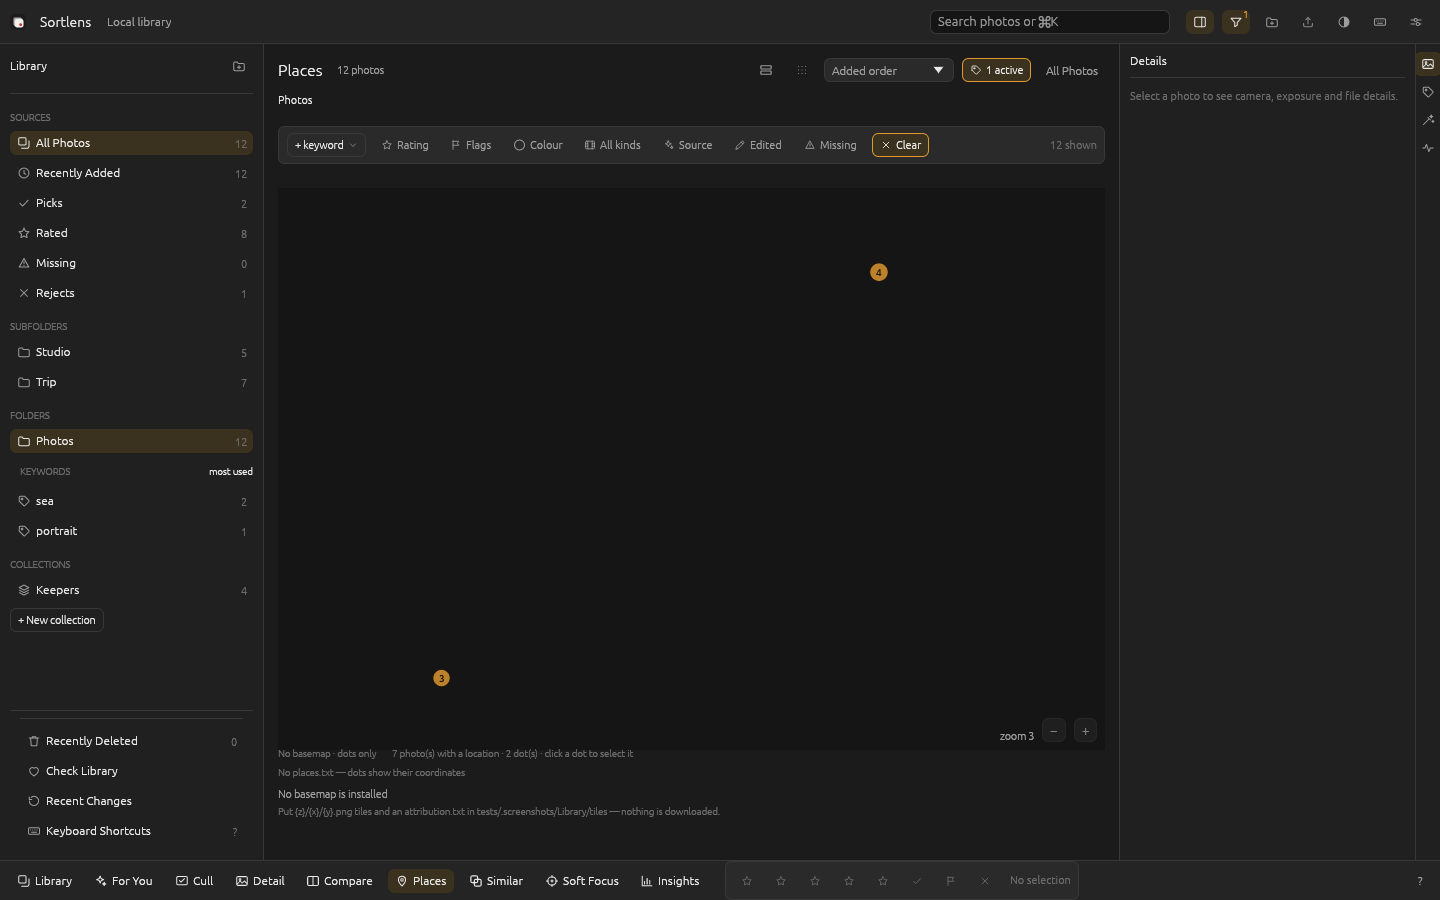 Sortlens Local library Search photos or ⌘K 1
Library
SOURCES
All Photos 12
Recently Added 12
Picks 2
Rated 8
Missing 0
Rejects 1
SUBFOLDERS
Studio 5
Trip 7
FOLDERS
Photos 12
KEYWORDS most used
sea 2
portrait 1
COLLECTIONS
Keepers 4
+ New collection
Recently Deleted 0
Check Library
Recent Changes
Keyboard Shortcuts ?
Places 12 photos Added order 1 active All Photos
Photos
+ keyword Rating Flags Colour All kinds Source Edited Missing Clear 12 shown
4
3
zoom 3 − +
No basemap · dots only 7 photo(s) with a location · 2 dot(s) · click a dot to select it
No places.txt — dots show their coordinates
No basemap is installed
Put {z}/{x}/{y}.png tiles and an attribution.txt in tests/.screenshots/Library/tiles — nothing is downloaded.
Details
Select a photo to see camera, exposure and file details.
Library For You Cull Detail Compare Places Similar Soft Focus Insights No selection ?